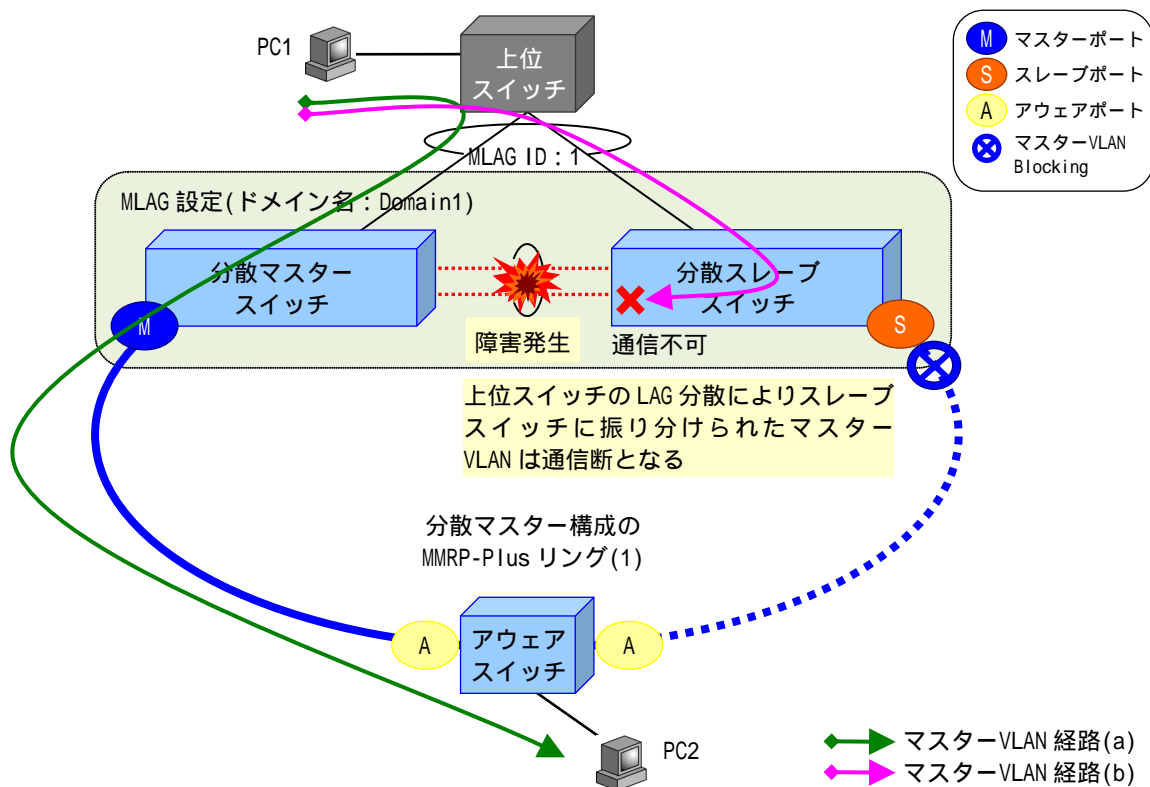 PC1
上位
スイッチ
M マスターポート
S スレーブポート
A アウェアポート
マスターVLAN
Blocking
MLAG ID：1
MLAG 設定(ドメイン名：Domain1)
分散マスター
スイッチ
分散スレーブ
スイッチ
M
S
障害発生
通信不可
上位スイッチの LAG 分散によりスレーブ
スイッチに振り分けられたマスター
VLAN は通信断となる
分散マスター構成の
MMRP-Plus リング(1)
A
アウェア
スイッチ
A
PC2
マスターVLAN 経路(a)
マスターVLAN 経路(b)